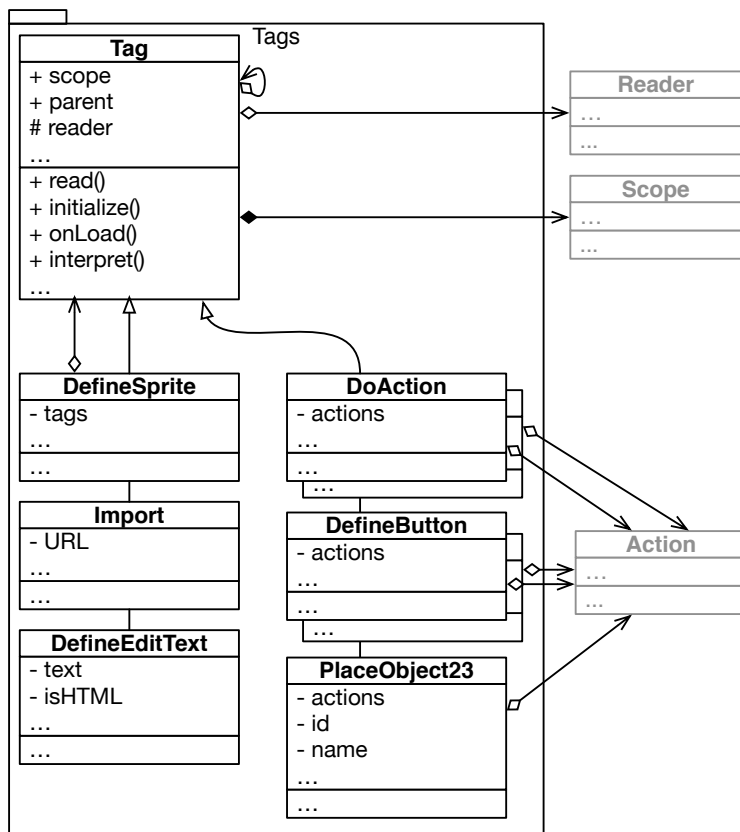 Tags
Tag
+ scope
+ parent
# reader
...
+ read()
+ initialize()
+ onLoad()
+ interpret()
...
Reader
...
...
Scope
...
...
DefineSprite
- tags
...
...
Import
- URL
...
...
DefineEditText
- text
- isHTML
...
...
DoAction
- actions
...
...
...
DefineButton
- actions
...
...
...
PlaceObject23
- actions
- id
- name
...
...
Action
...
...